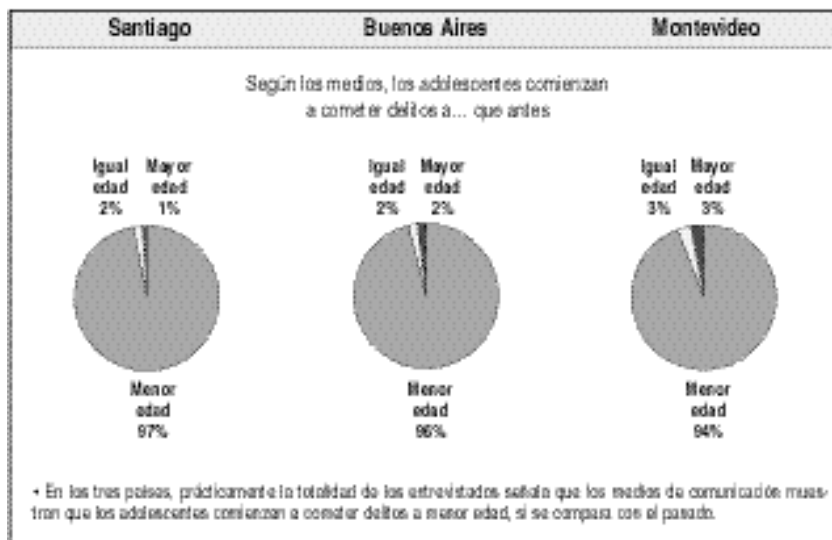 Santiago Buenos Aires Montevideo
Según los medios, los adolescentes comienzan
a cometer delitos a... que antes
Igual edad 2%
Mayor edad 1%
Menor edad 97%
Igual edad 2%
Mayor edad 2%
Menor edad 96%
Igual edad 3%
Mayor edad 3%
Menor edad 94%
• En los tres países, prácticamente la totalidad de los entrevistados señala que los medios de comunicación mues-
tran que los adolescentes comienzan a cometer delitos a menor edad, si se compara con el pasado.